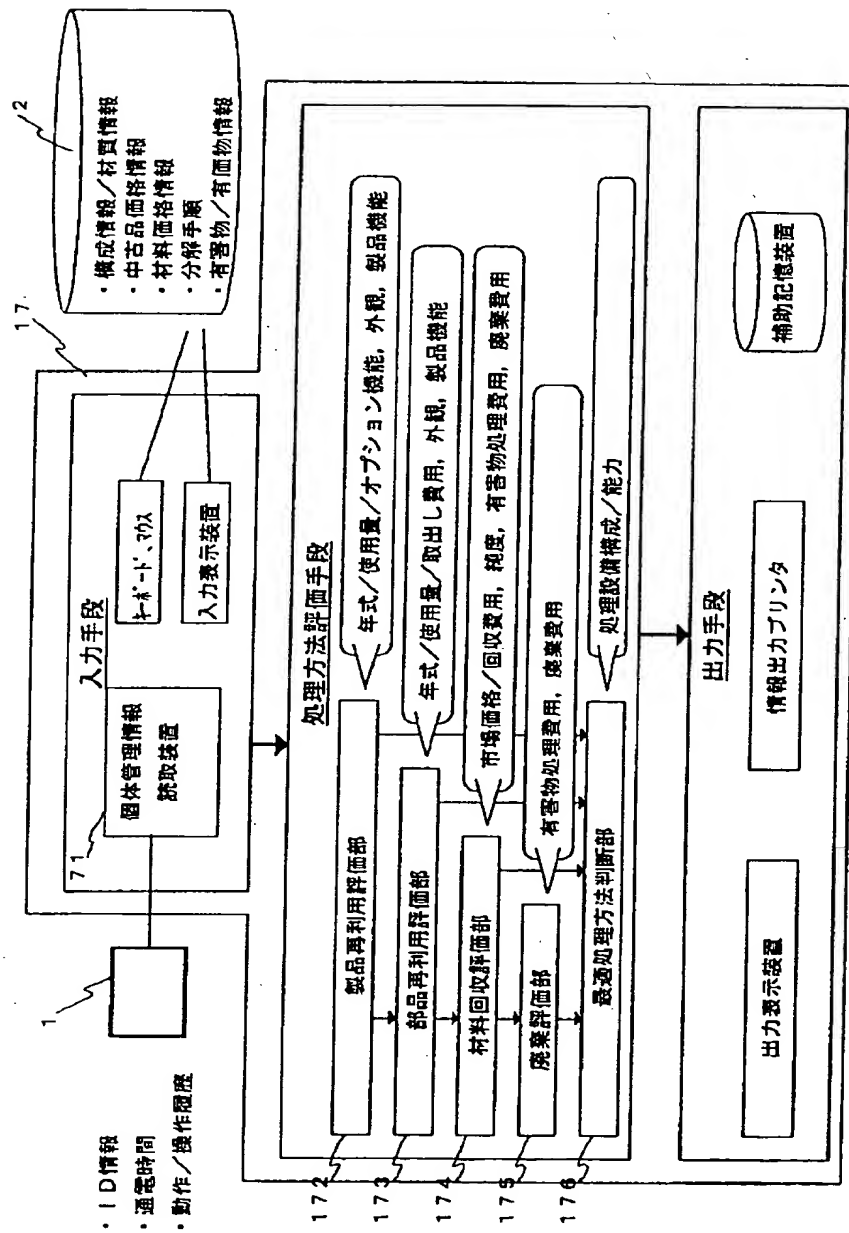 1
・ID情報
・通電時間
・動作/操作履歴
17
2
・構成情報/材質情報
・中古品価格情報
・材料価格情報
・分解手順
・有害物/有価物情報
入力手段
71
個体管理情報
読取装置
キーボード、マウス
入力表示装置
処理方法評価手段
172
製品再利用評価部
年式/使用量/オプション機能,外観,製品機能
173
部品再利用評価部
年式/使用量/取出し費用,外観,製品機能
174
材料回収評価部
市場価格/回収費用,純度,有害物処理費用,廃棄費用
175
廃棄評価部
有害物処理費用,廃棄費用
176
最適処理方法判断部
処理設備構成/能力
出力手段
出力表示装置
情報出力プリンタ
補助記憶装置